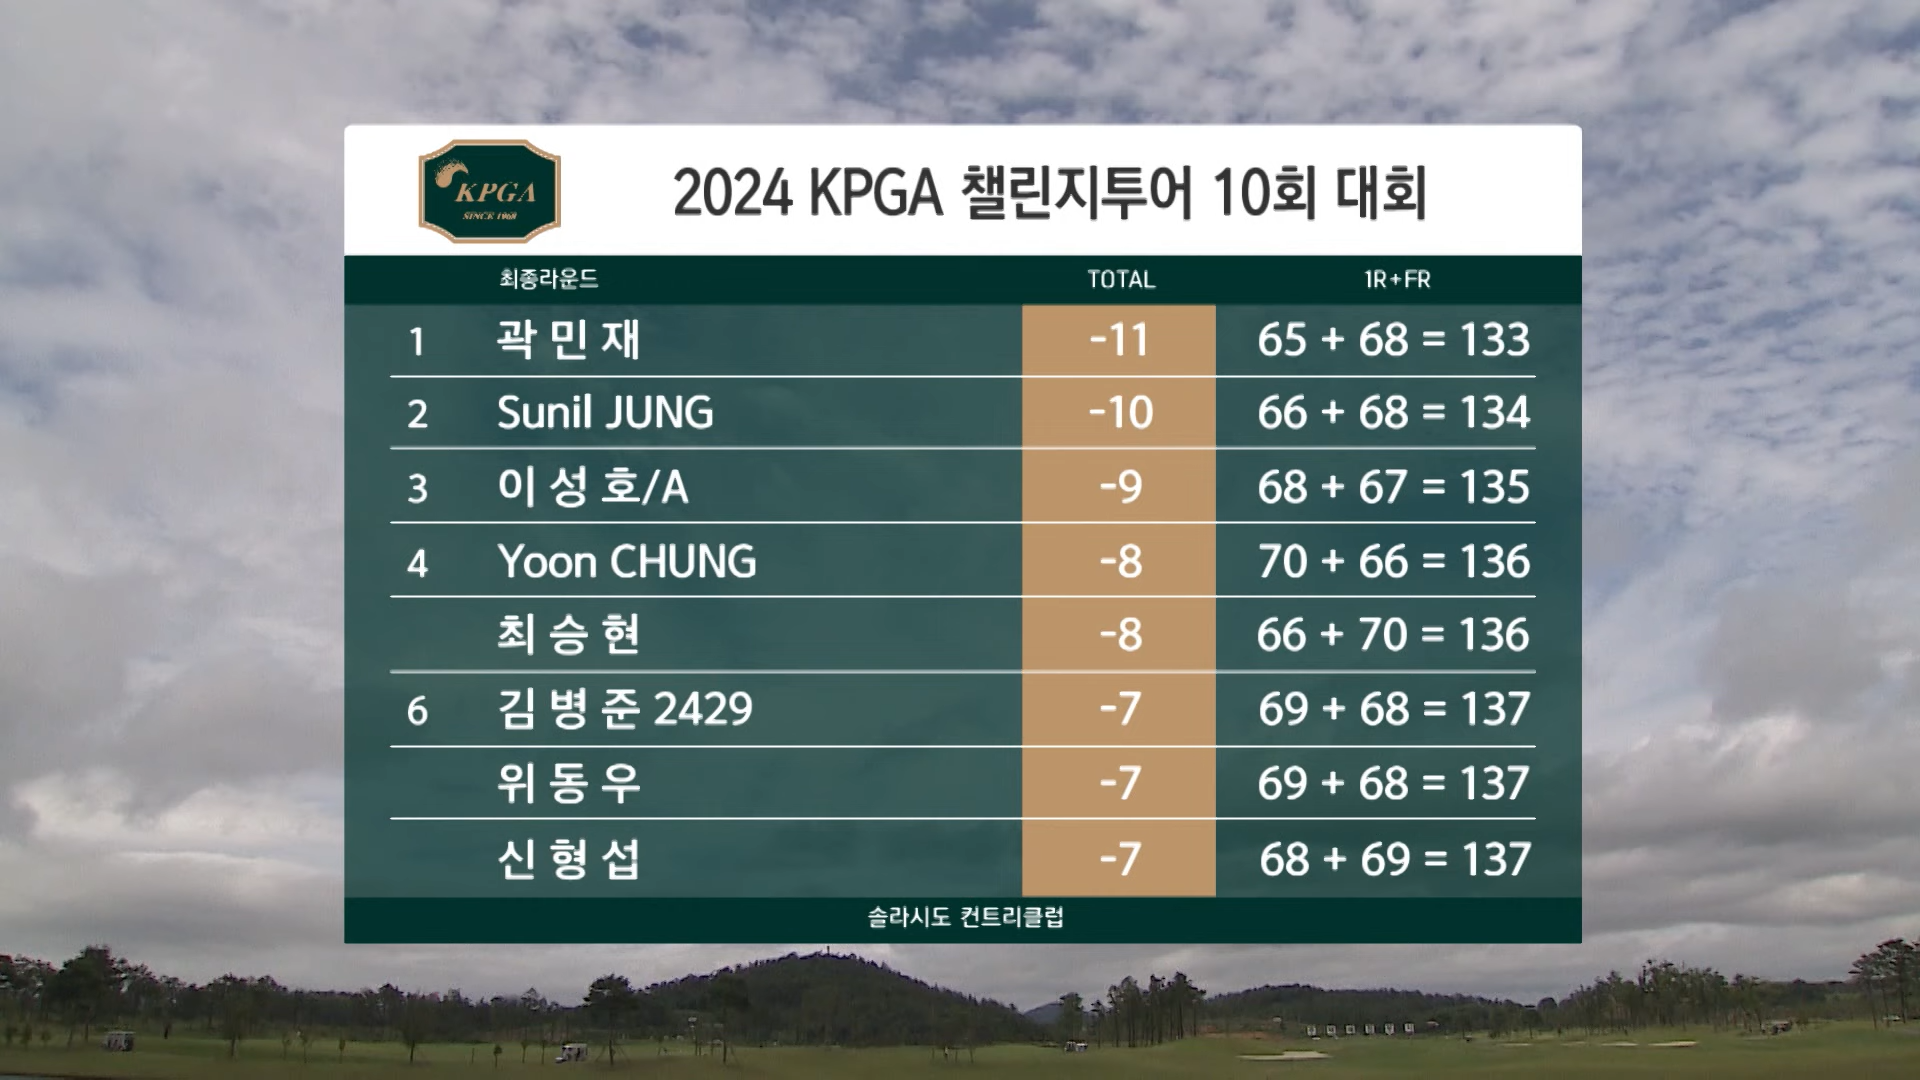 KPGA
SINCE 1968
2024 KPGA 챌린지투어 10회 대회
최종라운드 TOTAL 1R+FR
1 곽민재 -11 65 + 68 = 133
2 Sunil JUNG -10 66 + 68 = 134
3 이성호/A -9 68 + 67 = 135
4 Yoon CHUNG -8 70 + 66 = 136
최승현 -8 66 + 70 = 136
6 김병준 2429 -7 69 + 68 = 137
위동우 -7 69 + 68 = 137
신형섭 -7 68 + 69 = 137
솔라시도 컨트리클럽